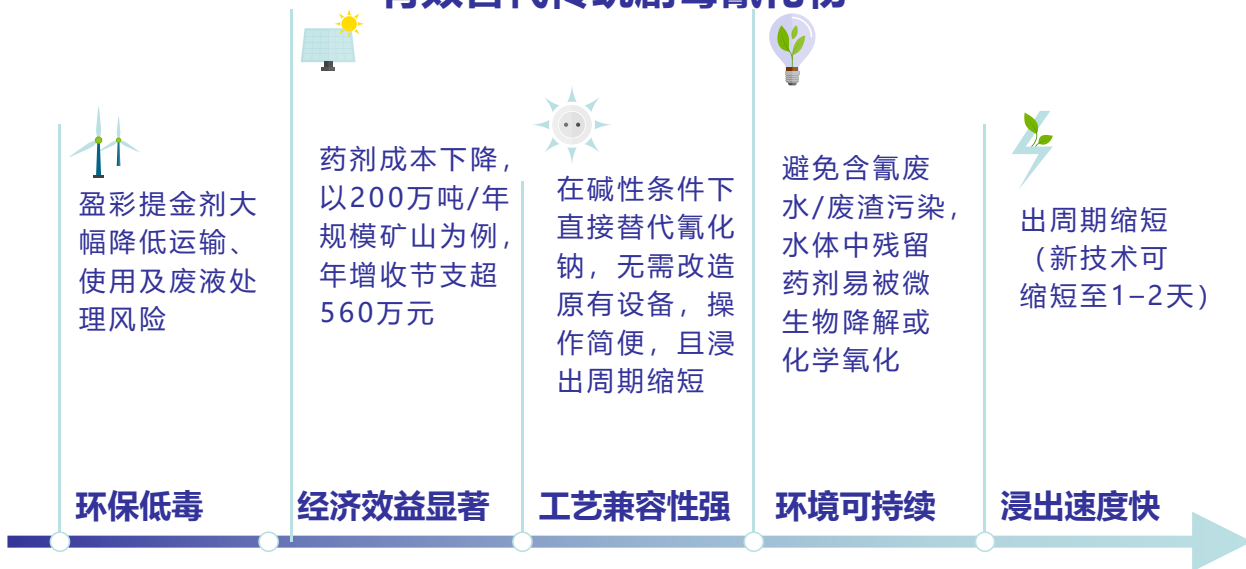 盈彩提金剂大
幅降低运输、
使用及废液处
理风险
环保低毒
药剂成本下降，
以200万吨/年
规模矿山为例，
年增收节支超
560万元
经济效益显著
在碱性条件下
直接替代氰化
钠，无需改造
原有设备，操
作简便，且浸
出周期缩短
工艺兼容性强
避免含氰废
水/废渣污染，
水体中残留
药剂易被微
生物降解或
化学氧化
环境可持续
出周期缩短
（新技术可
缩短至1–2天）
浸出速度快